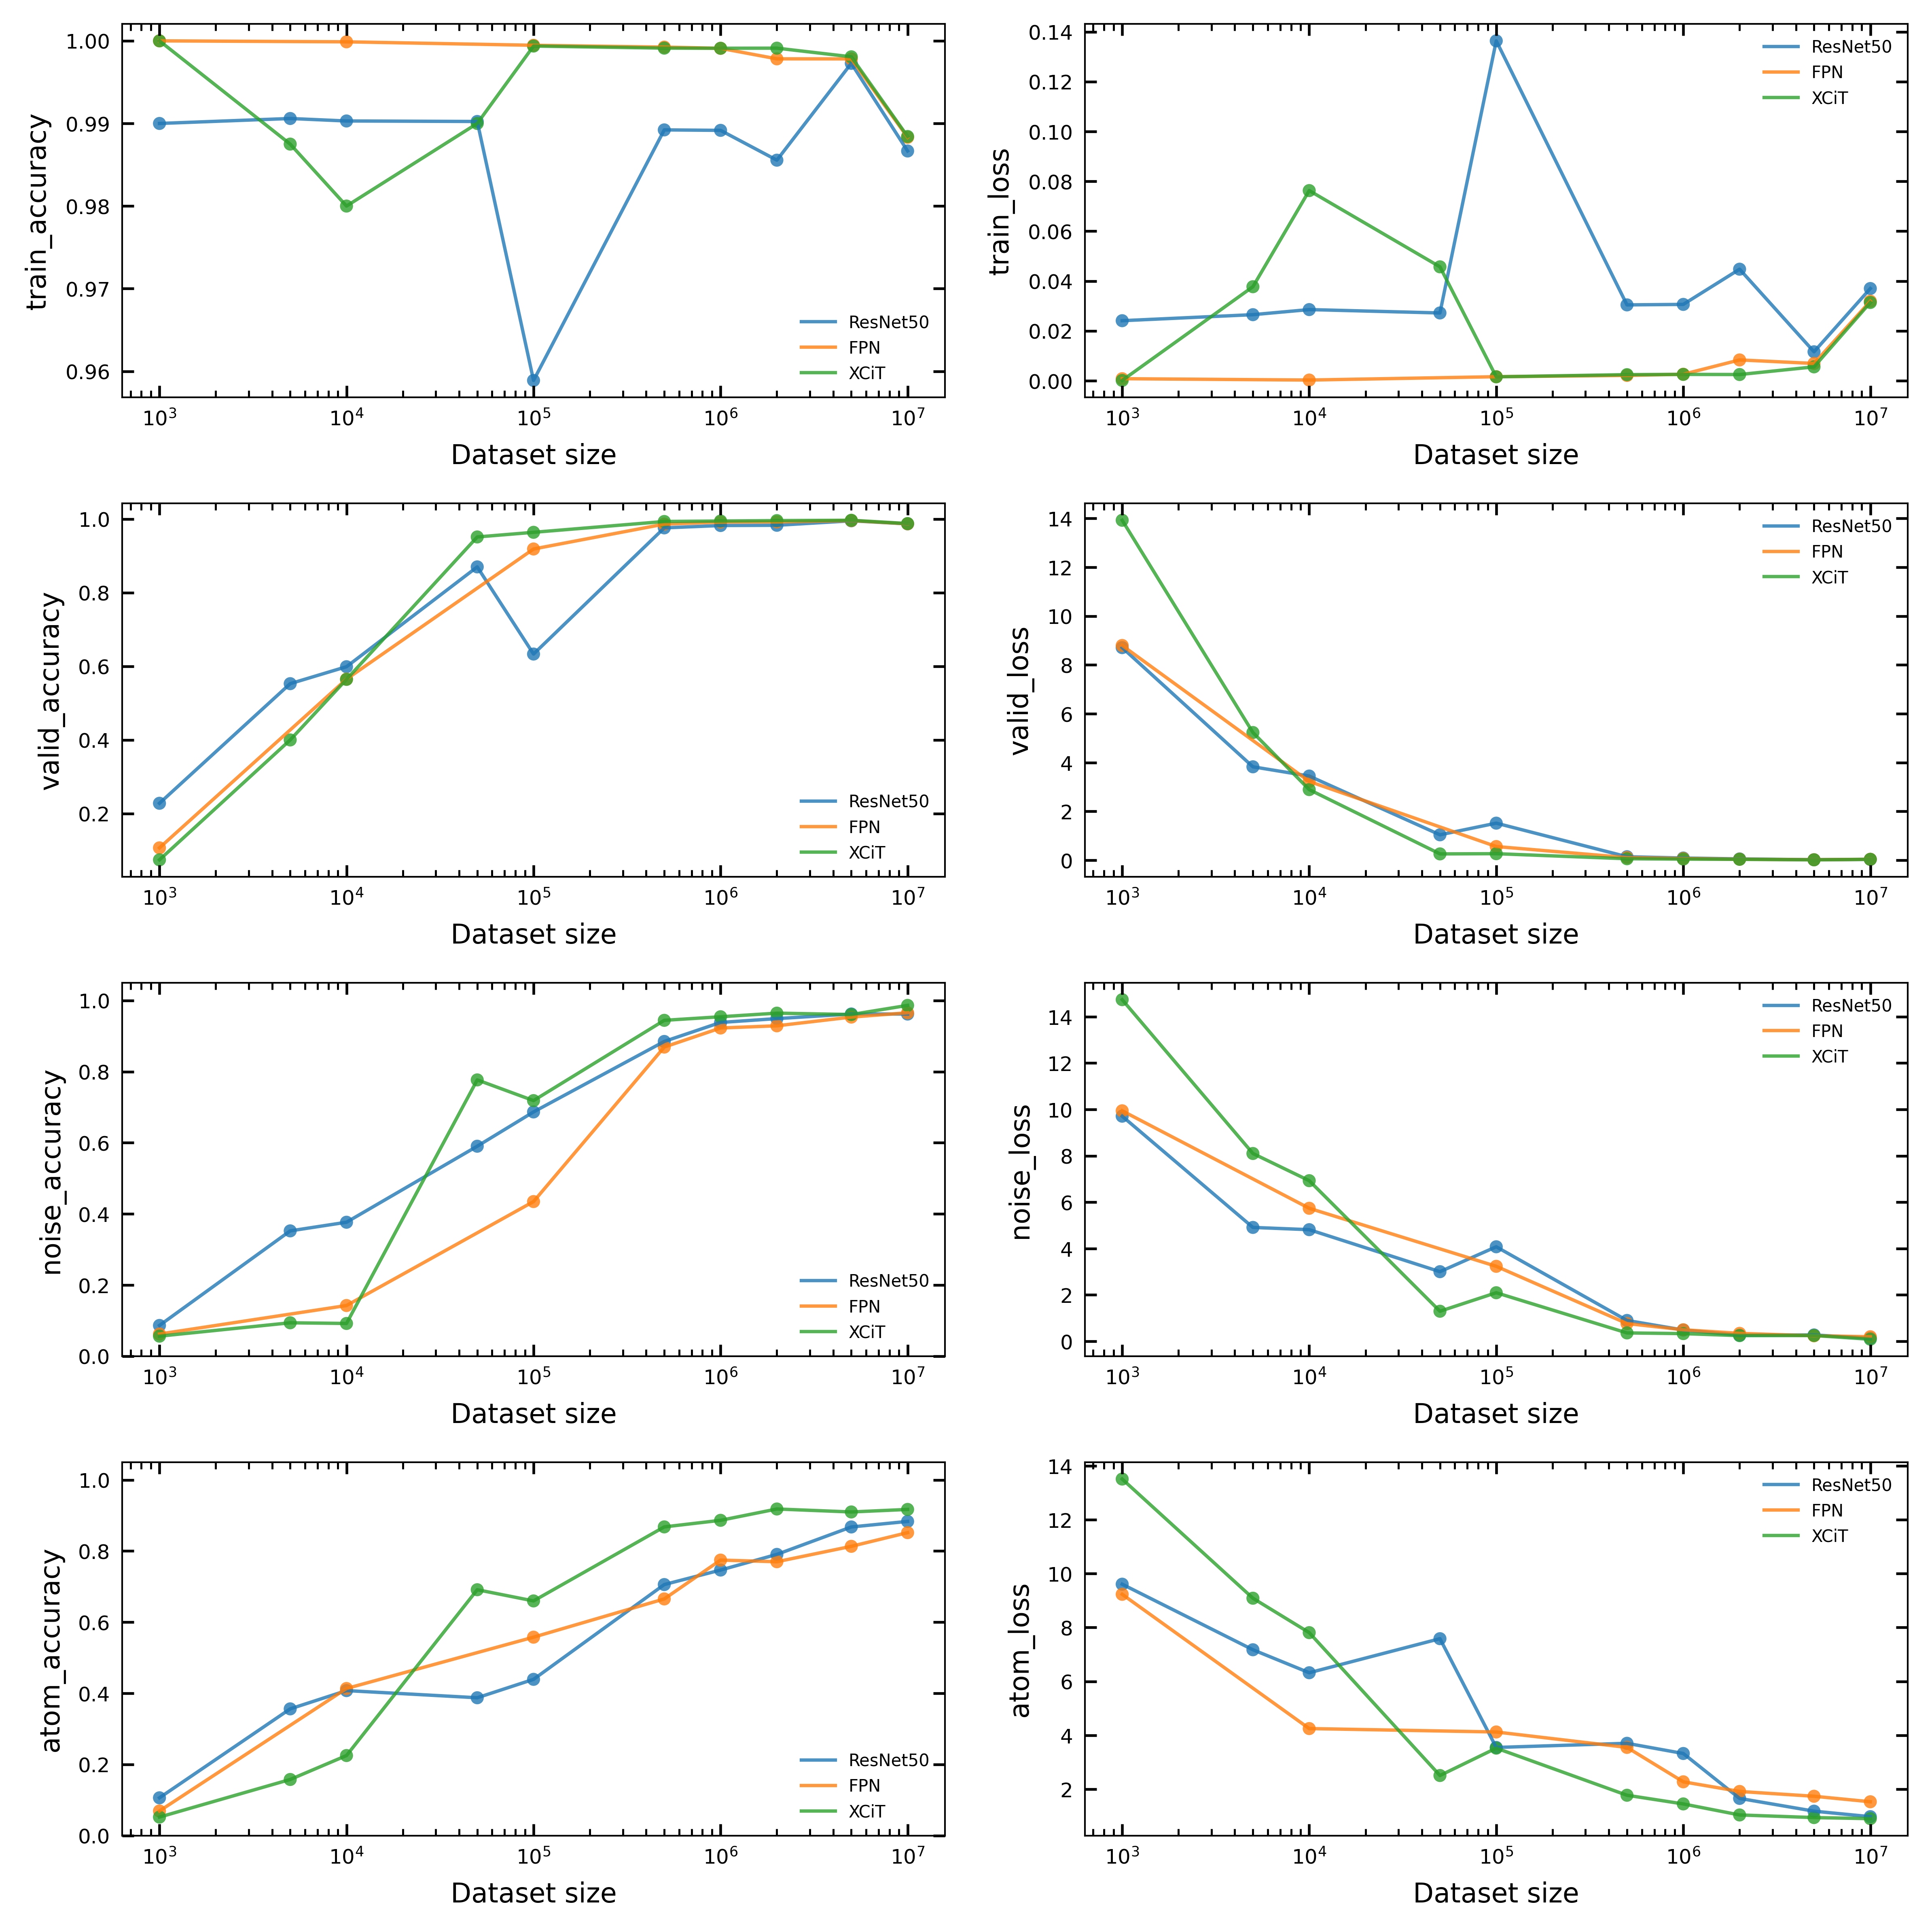 1.00
0.99
0.98
0.97
0.96
train_accuracy
10³ 10⁴ 10⁵ 10⁶ 10⁷
Dataset size
ResNet50
FPN
XCiT
0.14
0.12
0.10
0.08
0.06
0.04
0.02
0.00
train_loss
10³ 10⁴ 10⁵ 10⁶ 10⁷
Dataset size
ResNet50
FPN
XCiT
1.0
0.8
0.6
0.4
0.2
valid_accuracy
10³ 10⁴ 10⁵ 10⁶ 10⁷
Dataset size
ResNet50
FPN
XCiT
14
12
10
8
6
4
2
0
valid_loss
10³ 10⁴ 10⁵ 10⁶ 10⁷
Dataset size
ResNet50
FPN
XCiT
1.0
0.8
0.6
0.4
0.2
0.0
noise_accuracy
10³ 10⁴ 10⁵ 10⁶ 10⁷
Dataset size
ResNet50
FPN
XCiT
14
12
10
8
6
4
2
0
noise_loss
10³ 10⁴ 10⁵ 10⁶ 10⁷
Dataset size
ResNet50
FPN
XCiT
1.0
0.8
0.6
0.4
0.2
0.0
atom_accuracy
10³ 10⁴ 10⁵ 10⁶ 10⁷
Dataset size
ResNet50
FPN
XCiT
14
12
10
8
6
4
2
atom_loss
10³ 10⁴ 10⁵ 10⁶ 10⁷
Dataset size
ResNet50
FPN
XCiT